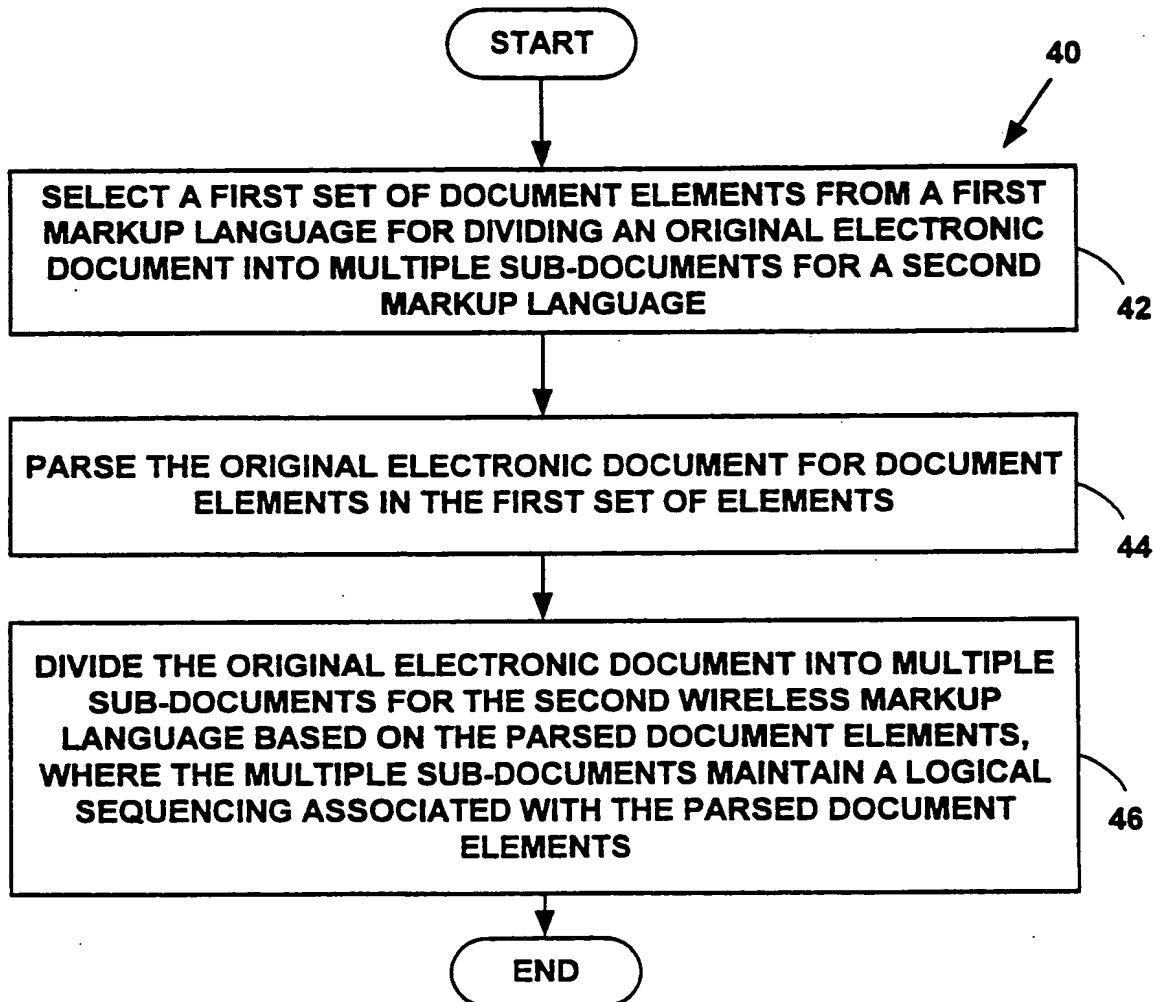 START
40
SELECT A FIRST SET OF DOCUMENT ELEMENTS FROM A FIRST
MARKUP LANGUAGE FOR DIVIDING AN ORIGINAL ELECTRONIC
DOCUMENT INTO MULTIPLE SUB-DOCUMENTS FOR A SECOND
MARKUP LANGUAGE
42
PARSE THE ORIGINAL ELECTRONIC DOCUMENT FOR DOCUMENT
ELEMENTS IN THE FIRST SET OF ELEMENTS
44
DIVIDE THE ORIGINAL ELECTRONIC DOCUMENT INTO MULTIPLE
SUB-DOCUMENTS FOR THE SECOND WIRELESS MARKUP
LANGUAGE BASED ON THE PARSED DOCUMENT ELEMENTS,
WHERE THE MULTIPLE SUB-DOCUMENTS MAINTAIN A LOGICAL
SEQUENCING ASSOCIATED WITH THE PARSED DOCUMENT
ELEMENTS
46
END